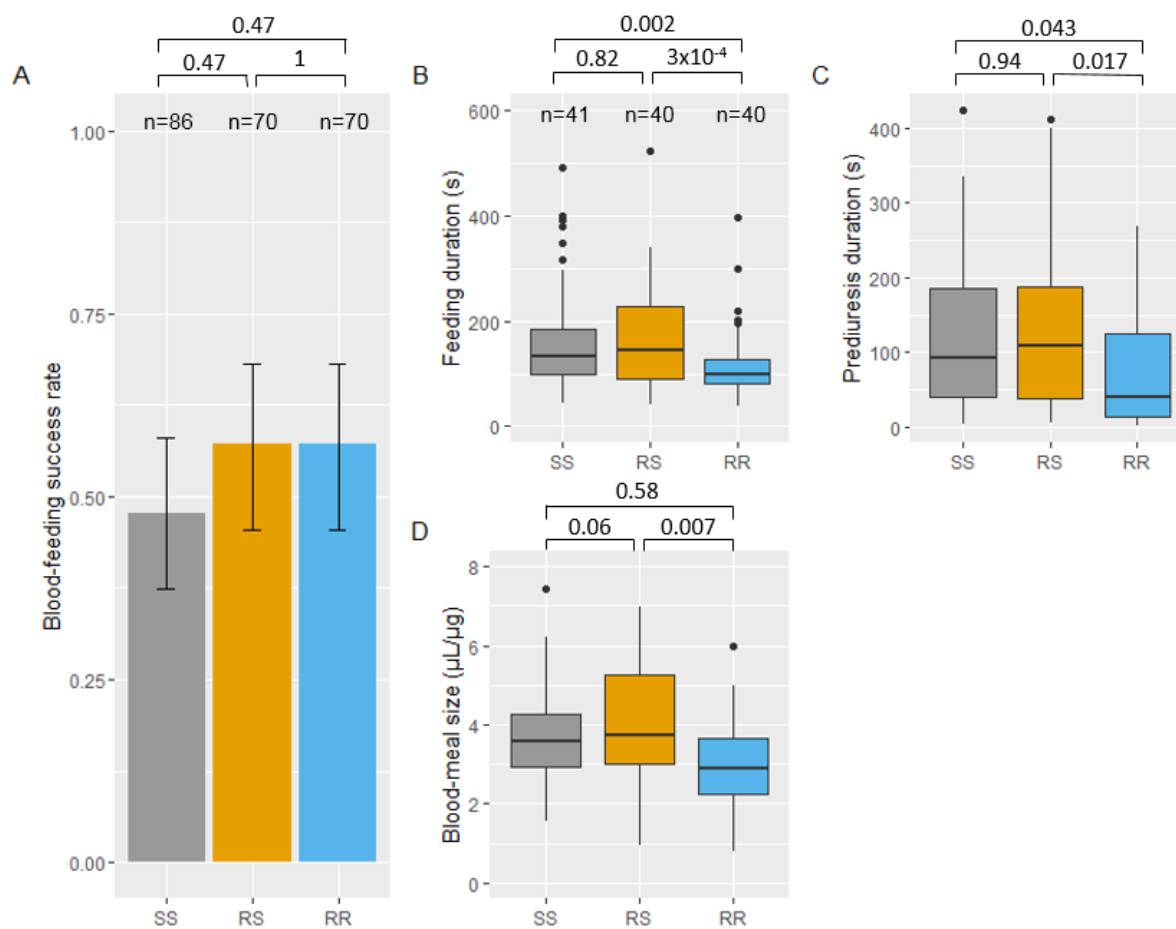 A
0.47
0.47
1
n=86
n=70
n=70
Blood-feeding success rate
1.00
0.75
0.50
0.25
0.00
SS
RS
RR
B
0.002
0.82
3x10-4
n=41
n=40
n=40
Feeding duration (s)
600
400
200
0
SS
RS
RR
C
0.043
0.94
0.017
Prediuresis duration (s)
400
300
200
100
0
SS
RS
RR
D
0.58
0.06
0.007
Blood-meal size (µL/µg)
8
6
4
2
0
SS
RS
RR